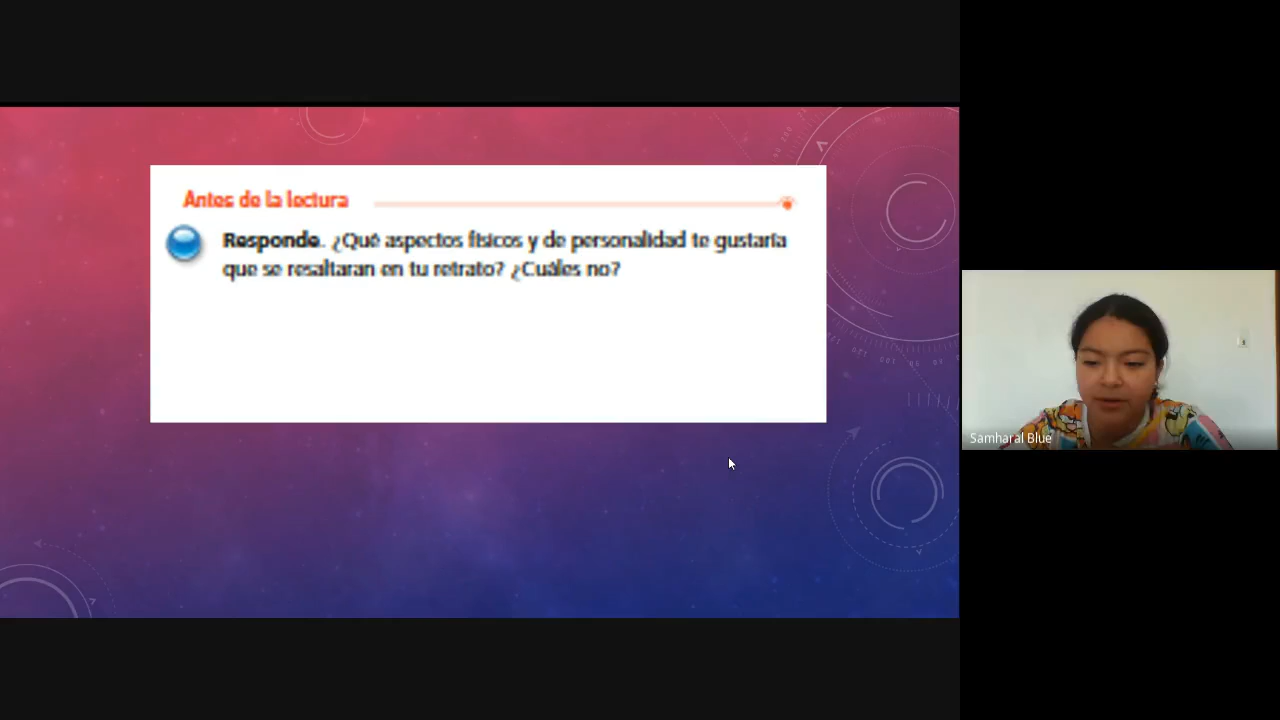 Antes de la lectura
Responde. ¿Qué aspectos físicos y de personalidad te gustaría
que se resaltaran en tu retrato? ¿Cuáles no?
Samharal Blue